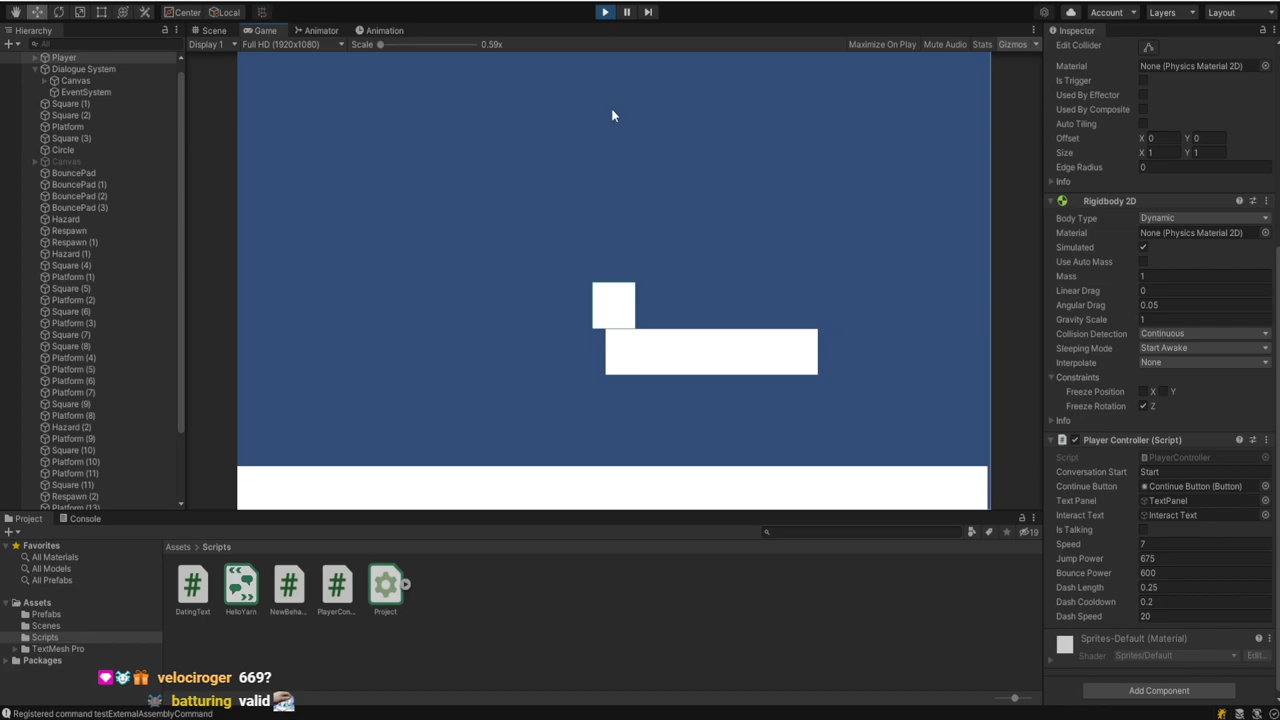 Center Local
Account Layers Layout
Hierarchy
Scene Game Animator Animation
Inspector
All
Display 1 Full HD (1920x1080) Scale 0.59x Maximize On Play Mute Audio Stats Gizmos
Player
Dialogue System
Canvas
EventSystem
Square (1)
Square (2)
Platform
Square (3)
Circle
Canvas
BouncePad
BouncePad (1)
BouncePad (2)
BouncePad (3)
Hazard
Respawn
Respawn (1)
Hazard (1)
Square (4)
Platform (1)
Square (5)
Platform (2)
Square (6)
Platform (3)
Square (7)
Square (8)
Platform (4)
Platform (5)
Platform (6)
Platform (7)
Square (9)
Platform (8)
Hazard (2)
Platform (9)
Square (10)
Platform (10)
Platform (11)
Square (11)
Respawn (2)
Platform (13)
Edit Collider
Material None (Physics Material 2D)
Is Trigger
Used By Effector
Used By Composite
Auto Tiling
Offset X 0 Y 0
Size X 1 Y 1
Edge Radius 0
Info
Rigidbody 2D
Body Type Dynamic
Material None (Physics Material 2D)
Simulated
Use Auto Mass
Mass 1
Linear Drag 0
Angular Drag 0.05
Gravity Scale 1
Collision Detection Continuous
Sleeping Mode Start Awake
Interpolate None
Constraints
Freeze Position X Y
Freeze Rotation Z
Info
Player Controller (Script)
Script PlayerController
Conversation Start Start
Continue Button Continue Button (Button)
Text Panel TextPanel
Interact Text Interact Text
Is Talking
Speed 7
Jump Power 675
Bounce Power 600
Dash Length 0.25
Dash Cooldown 0.2
Dash Speed 20
Sprites-Default (Material)
Shader Sprites/Default Edit...
Add Component
Project Console
19
Favorites
All Materials
All Models
All Prefabs
Assets
Prefabs
Scenes
Scripts
TextMesh Pro
Packages
Assets > Scripts
DatingText HelloYarn NewBeha... PlayerCon... Project
velociroger 669?
batturing valid
Registered command testExternalAssemblyCommand